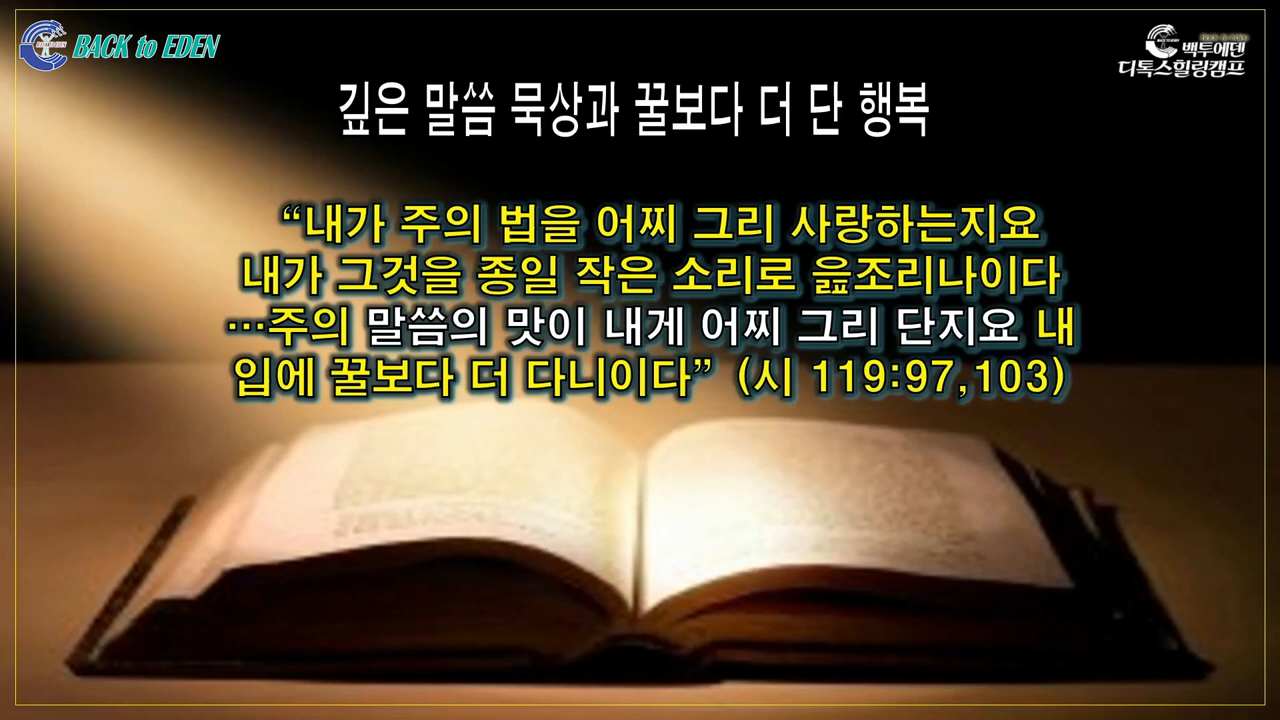 BACK to EDEN
백투에덴
디톡스힐링캠프
깊은 말씀 묵상과 꿀보다 더 단 행복
“내가 주의 법을 어찌 그리 사랑하는지요
내가 그것을 종일 작은 소리로 읊조리나이다
…주의 말씀의 맛이 내게 어찌 그리 단지요 내
입에 꿀보다 더 다니이다” (시 119:97,103)